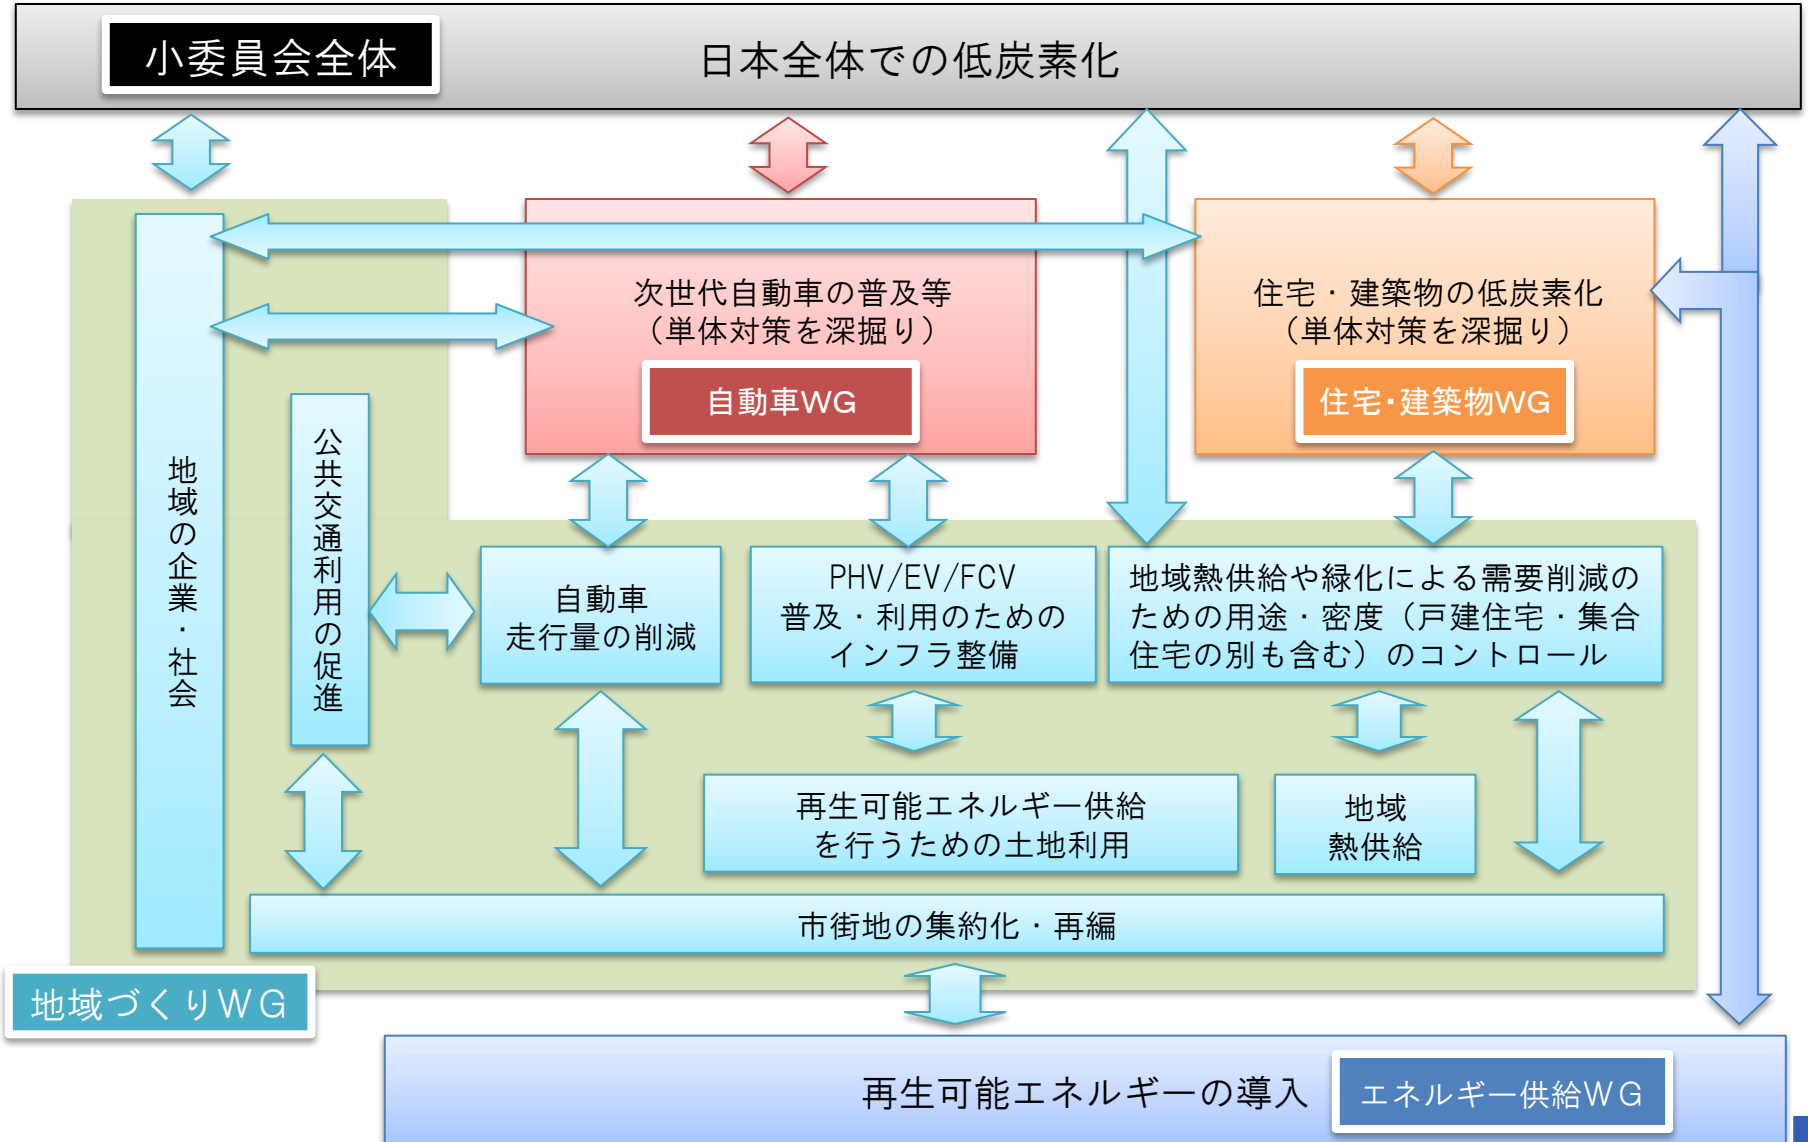 小委員会全体
日本全体での低炭素化
次世代自動車の普及等
（単体対策を深掘り）
自動車WG
住宅・建築物の低炭素化
（単体対策を深掘り）
住宅・建築物WG
地域の企業・社会
公共交通利用の促進
自動車
走行量の削減
PHV/EV/FCV
普及・利用のための
インフラ整備
地域熱供給や緑化による需要削減の
ための用途・密度（戸建住宅・集合
住宅の別も含む）のコントロール
再生可能エネルギー供給
を行うための土地利用
地域
熱供給
市街地の集約化・再編
地域づくりＷＧ
再生可能エネルギーの導入
エネルギー供給ＷＧ